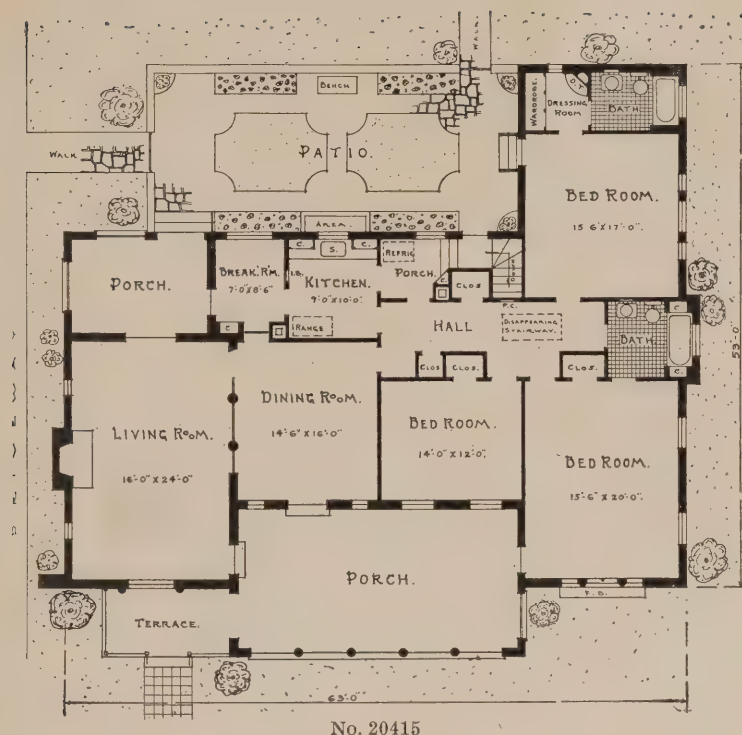 WALK.
BENCH
WARDROBE.
D.T.
DRESSING
ROOM
BATH
WALK
PATIO.
BED ROOM.
15'6"X17'-0".
AREA.
C.
S.
C.
REFRIG
PORCH.
BREAK. R'M.
7'-0"X8'-6"
I.B.
KITCHEN.
9'-0"X10'-0".
C.
CLOS
DOWN
PORCH.
C
RANGE
HALL
P.C.
DISAPPEARING
STAIRWAY.
C
BATH.
C.
CLOS
CLOS.
CLOS.
53'-0"
LIVING ROOM.
16'-0" X 24'-0"
DINING ROOM.
14'-6" X 16'-0"
BED ROOM.
14'-0" X 12'-0".
BED ROOM.
15'-6" X 20'-0".
PORCH.
F.B.
TERRACE.
63'-0"
No. 20415